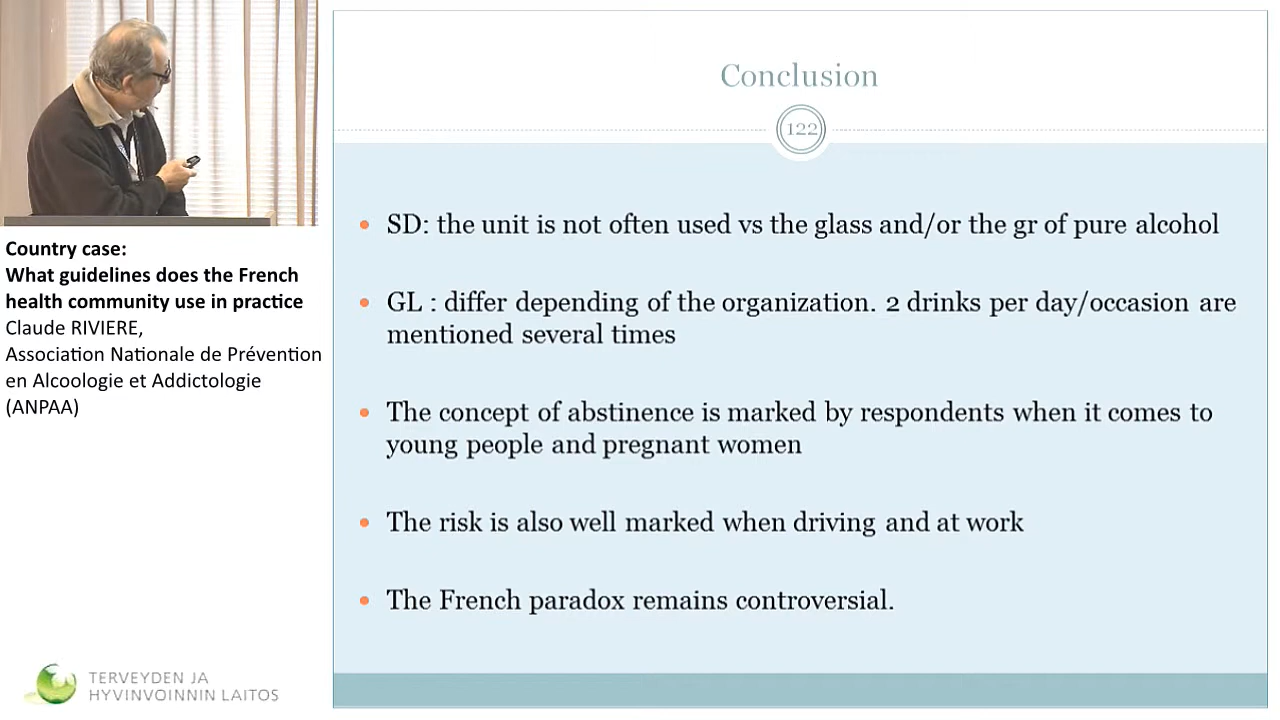 Conclusion
122
SD: the unit is not often used vs the glass and/or the gr of pure alcohol
GL : differ depending of the organization. 2 drinks per day/occasion are
mentioned several times
The concept of abstinence is marked by respondents when it comes to
young people and pregnant women
The risk is also well marked when driving and at work
The French paradox remains controversial.
Country case:
What guidelines does the French
health community use in practice
Claude RIVIERE,
Association Nationale de Prévention
en Alcoologie et Addictologie
(ANPAA)
TERVEYDEN JA
HYVINVOINNIN LAITOS